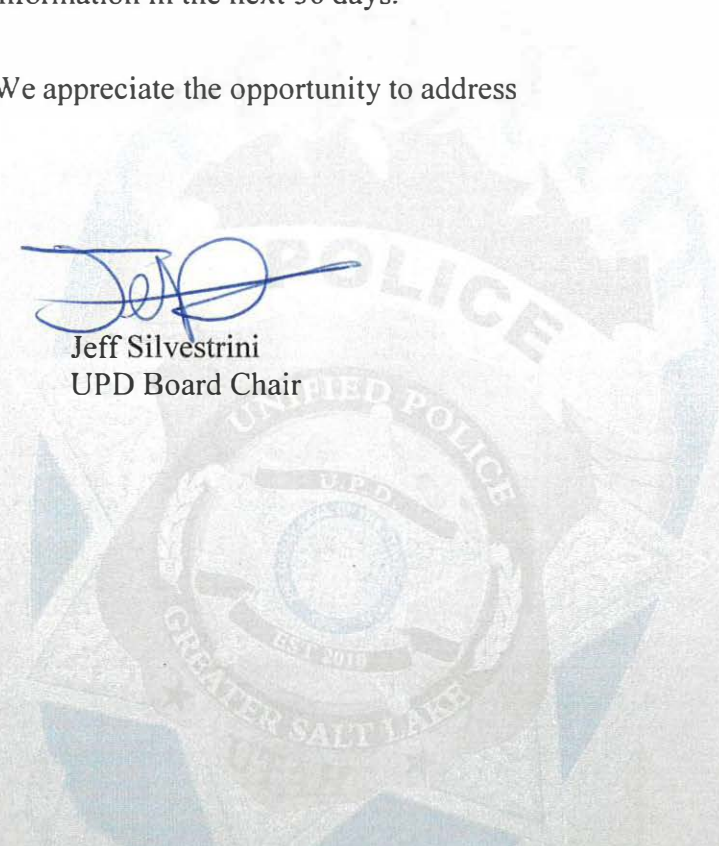 information in the next 30 days.
We appreciate the opportunity to address
POLICE
Jeff Silvestrini
UPD Board Chair
UNIFIED POLICE
U.P.D.
EST 2010
GREATER SALT LAKE
UTAH